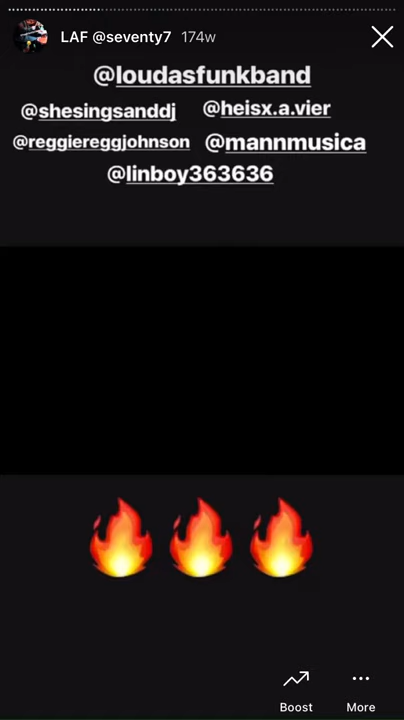 LAF @seventy7 174w
@loudasfunkband
@shesingsanddj @heisx.a.vier
@reggiereggjohnson @mannmusica
@linboy363636
Boost More